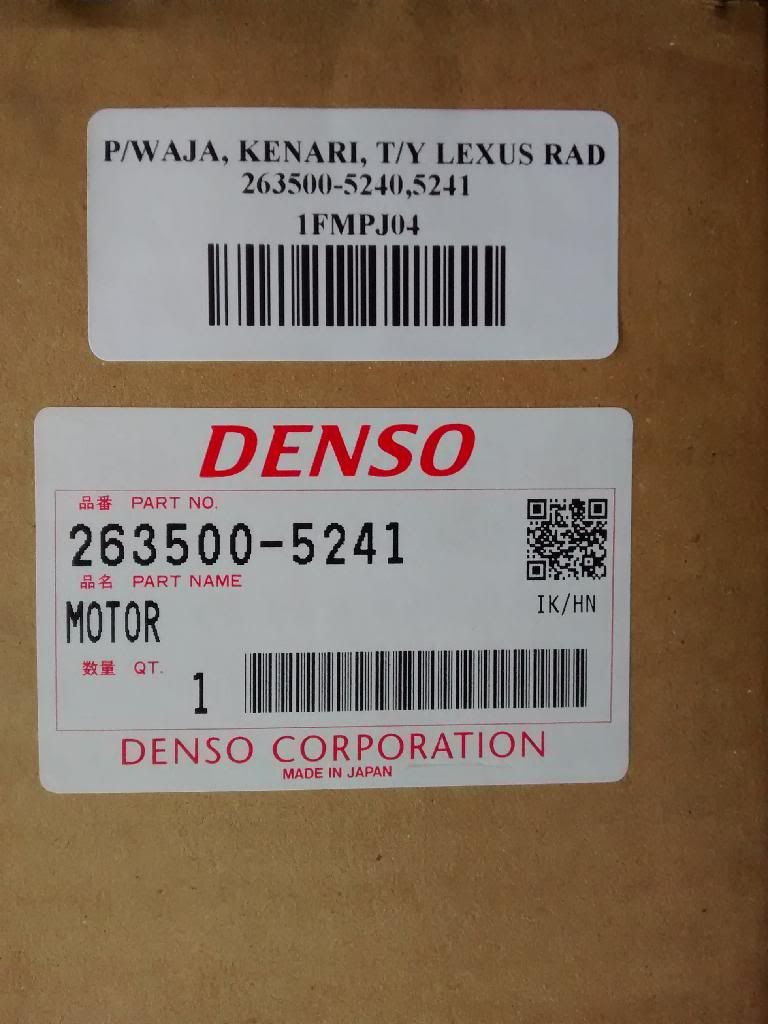 P/WAJA, KENARI, T/Y LEXUS RAD
263500-5240,5241
1FMPJ04
DENSO
品番 PART NO.
263500-5241
品名 PART NAME
IK/HN
MOTOR
数量 QT.
1
DENSO CORPORATION
MADE IN JAPAN